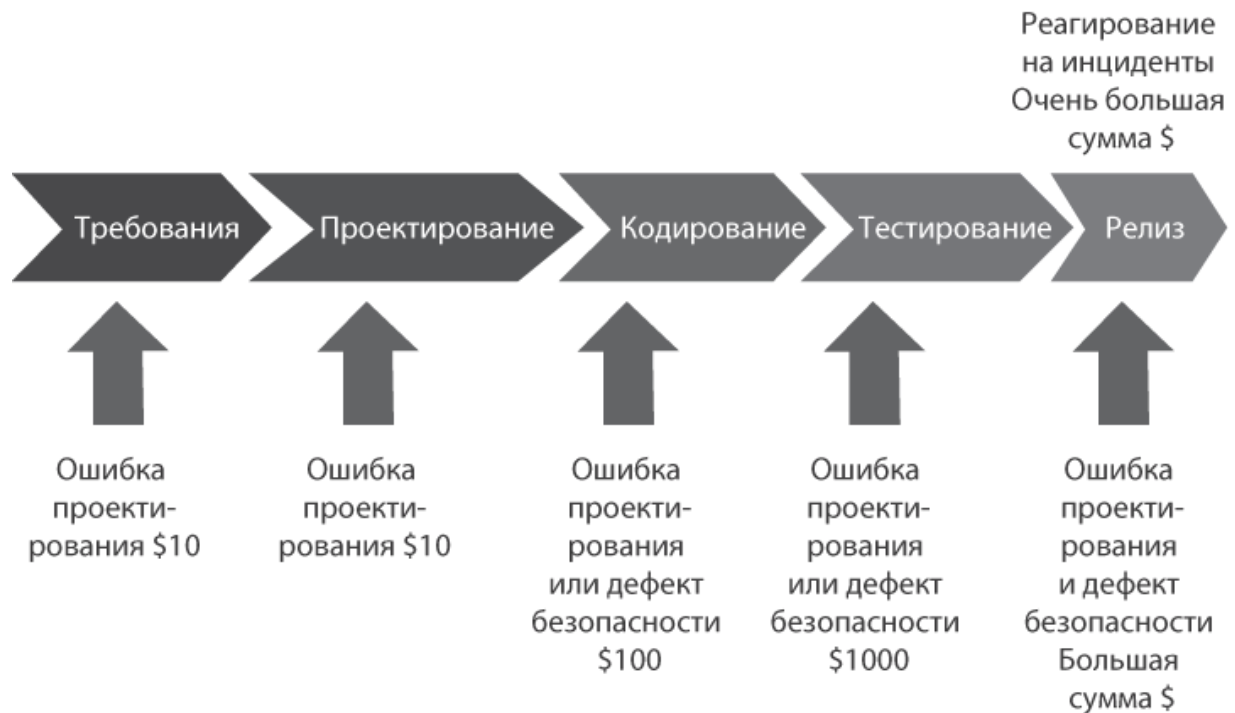 Реагирование
на инциденты
Очень большая
сумма $
Требования
Проектирование
Кодирование
Тестирование
Релиз
Ошибка
проекти-
рования $10
Ошибка
проекти-
рования $10
Ошибка
проекти-
рования
или дефект
безопасности
$100
Ошибка
проекти-
рования
или дефект
безопасности
$1000
Ошибка
проекти-
рования
и дефект
безопасности
Большая
сумма $